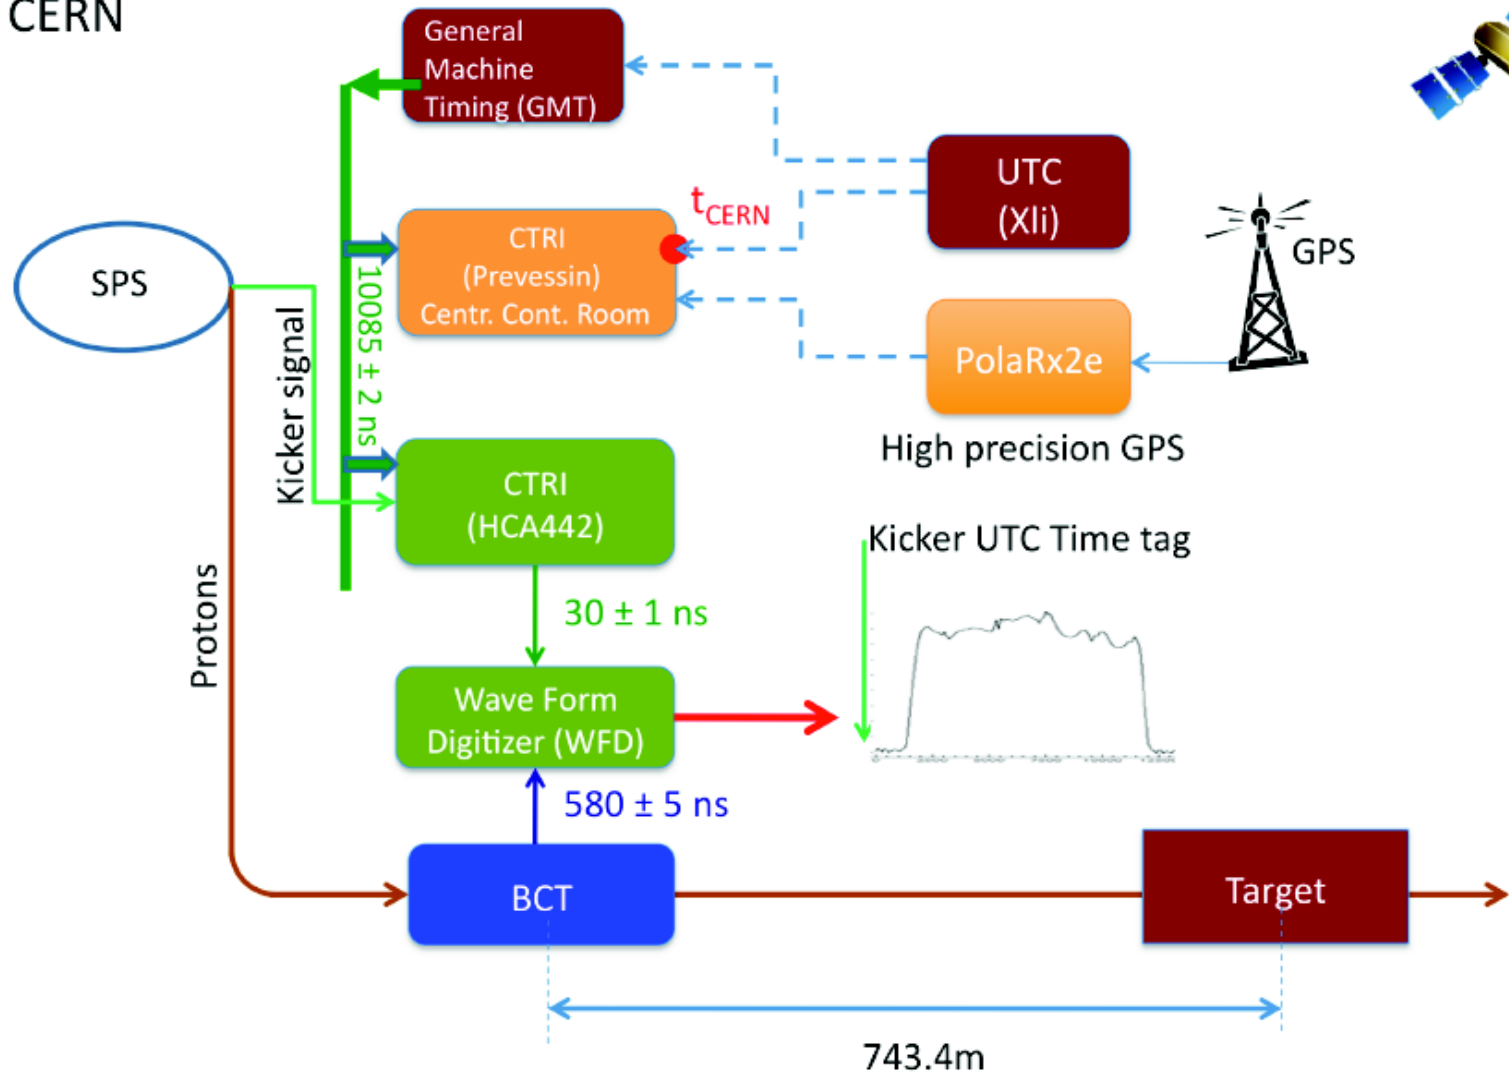 CERN
General
Machine
Timing (GMT)
UTC
(Xli)
tCERN
CTRI
(Prevessin)
Centr. Cont. Room
GPS
SPS
10085 ± 2 ns
Kicker signal
PolaRx2e
High precision GPS
CTRI
(HCA442)
Kicker UTC Time tag
Protons
30 ± 1 ns
Wave Form
Digitizer (WFD)
580 ± 5 ns
BCT
Target
743.4m